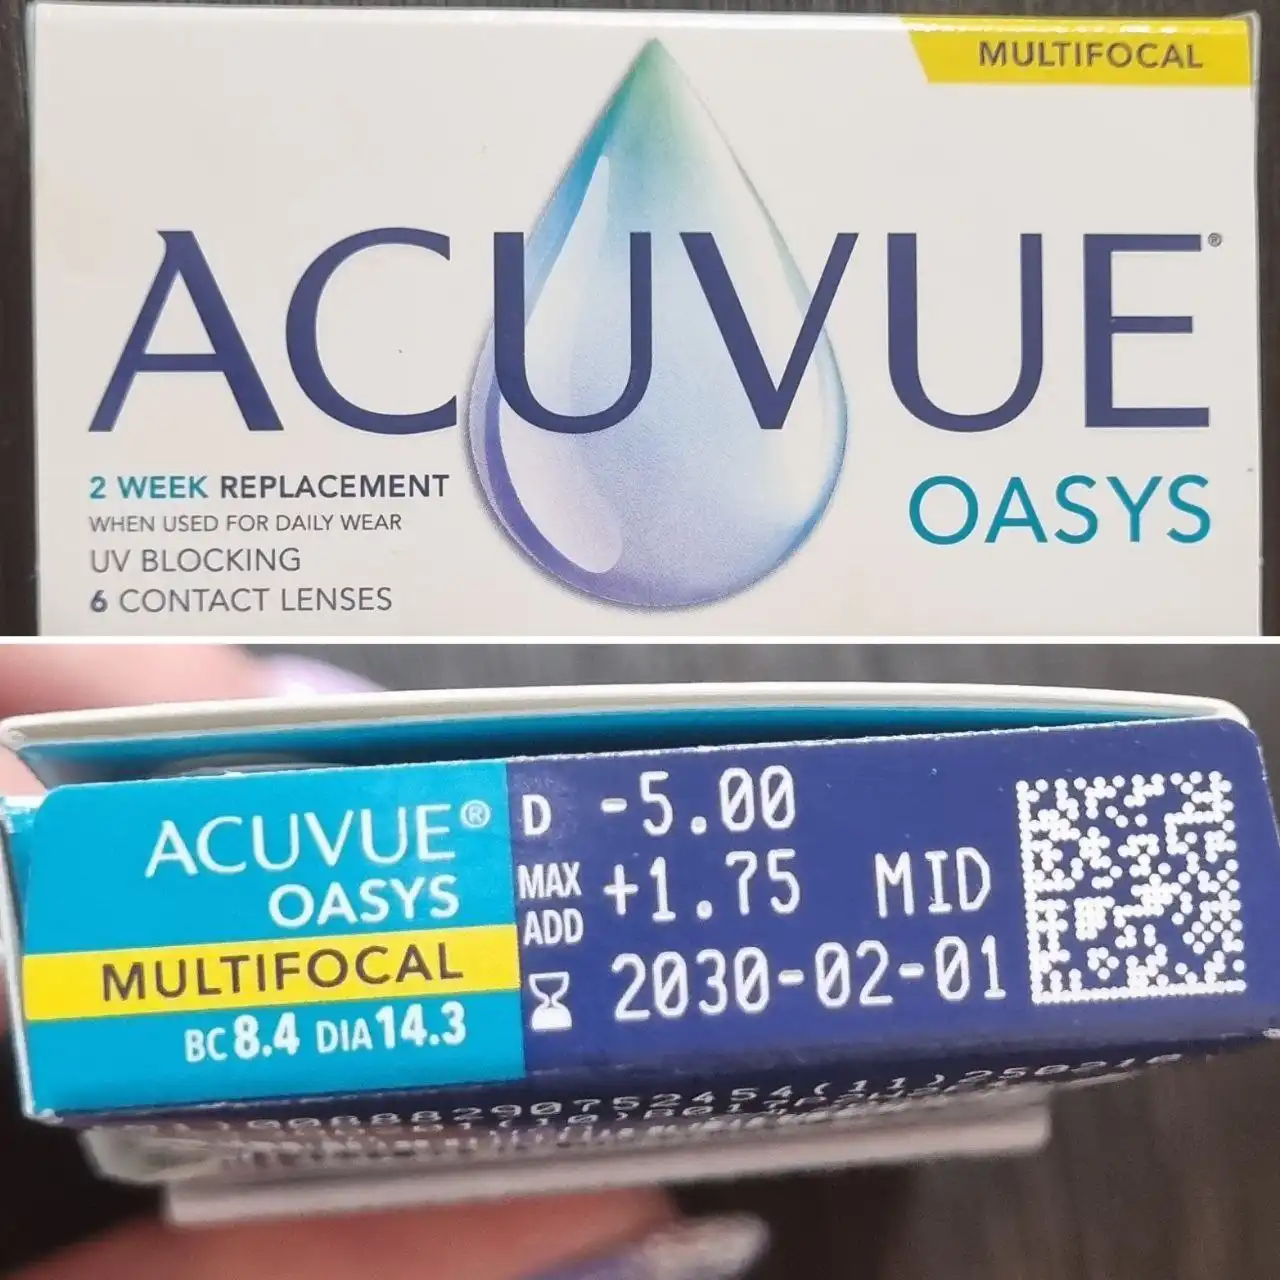 MULTIFOCAL
ACUVUE®
OASYS
2 WEEK REPLACEMENT
WHEN USED FOR DAILY WEAR
UV BLOCKING
6 CONTACT LENSES
ACUVUE®
OASYS
MULTIFOCAL
BC 8.4 DIA 14.3
D -5.00
MAX ADD +1.75 MID
2030-02-01